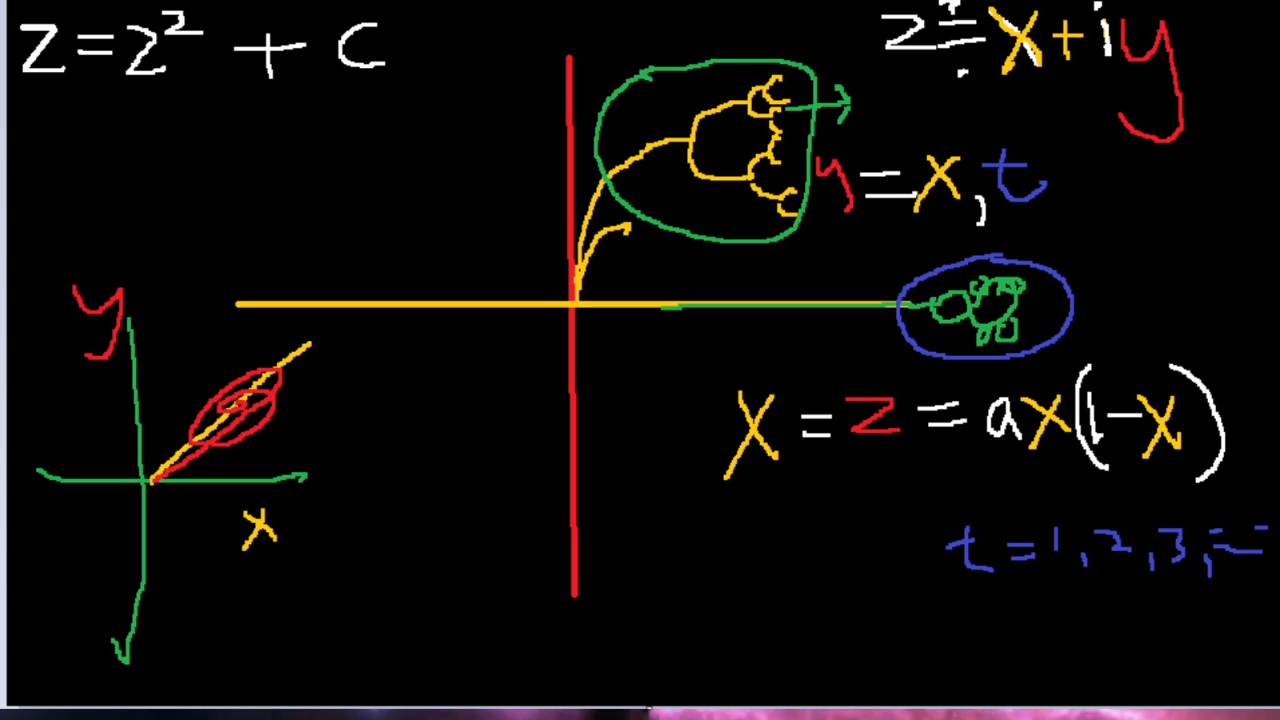 z = z² + c
z = x + iy
y = x, t
y
x = z = ax(1-x)
x
t = 1, 2, 3, ...